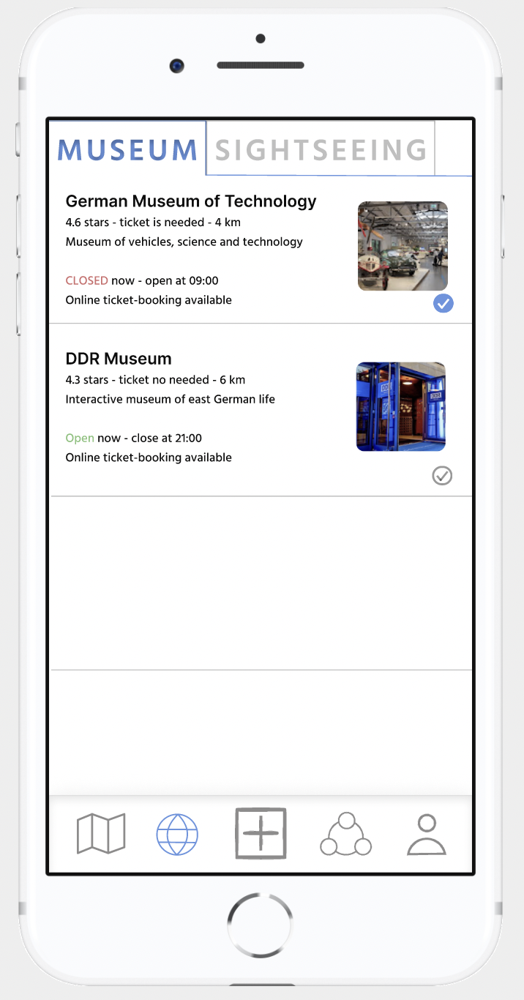 MUSEUM SIGHTSEEING
German Museum of Technology
4.6 stars - ticket is needed - 4 km
Museum of vehicles, science and technology
CLOSED now - open at 09:00
Online ticket-booking available
DDR Museum
4.3 stars - ticket no needed - 6 km
Interactive museum of east German life
DDR
DDR
Open now - close at 21:00
Online ticket-booking available